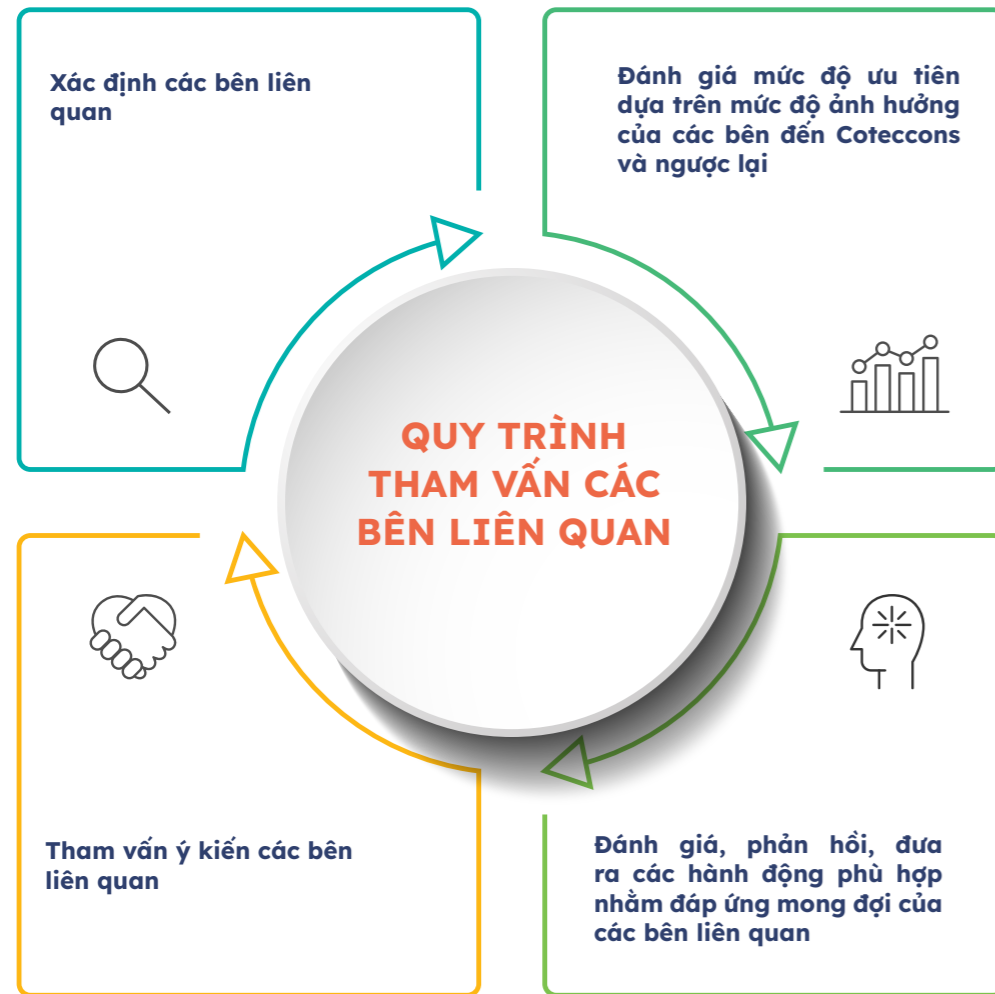 Xác định các bên liên
quan
Đánh giá mức độ ưu tiên
dựa trên mức độ ảnh hưởng
của các bên đến Coteccons
và ngược lại
QUY TRÌNH
THAM VẤN CÁC
BÊN LIÊN QUAN
Tham vấn ý kiến các bên
liên quan
Đánh giá, phản hồi, đưa
ra các hành động phù hợp
nhằm đáp ứng mong đợi của
các bên liên quan